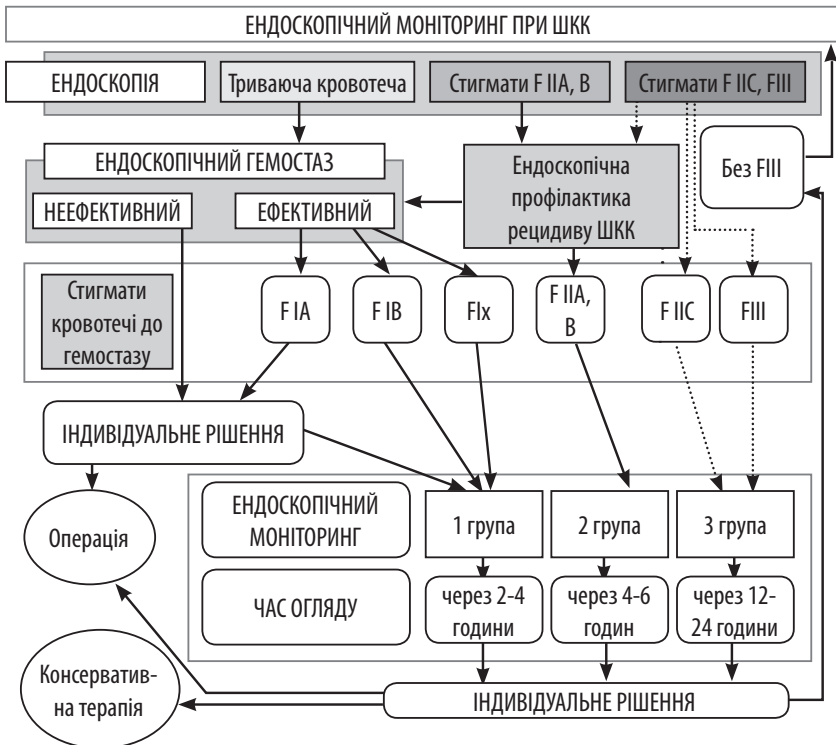 ЕНДОСКОПІЧНИЙ МОНІТОРИНГ ПРИ ШКК
ЕНДОСКОПІЯ
Триваюча кровотеча
Стигмати F IIA, B
Стигмати F IIC, FIII
ЕНДОСКОПІЧНИЙ ГЕМОСТАЗ
НЕЕФЕКТИВНИЙ
ЕФЕКТИВНИЙ
Ендоскопічна
профілактика
рецидиву ШКК
Без FIII
Стигмати
кровотечі до
гемостазу
F IA
F IB
FIx
F IIA,
B
F IIC
FIII
ІНДИВІДУАЛЬНЕ РІШЕННЯ
Операція
ЕНДОСКОПІЧНИЙ
МОНІТОРИНГ
1 група
2 група
3 група
ЧАС ОГЛЯДУ
через 2-4
години
через 4-6
годин
через 12-
24 години
Консерватив-
на терапія
ІНДИВІДУАЛЬНЕ РІШЕННЯ